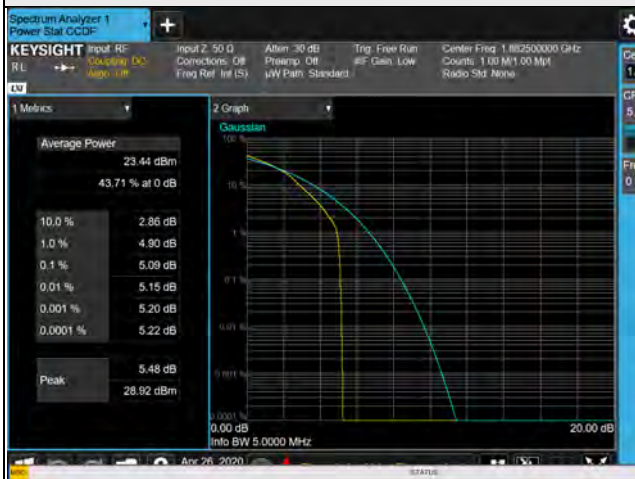 Spectrum Analyzer 1
Power Stat CCDF
KEYSIGHT
Input: RF
Coupling: DC
Align: Off
Input Z: 50 Ω
Corrections: Off
Freq Ref: Int (S)
Atten: 30 dB
Preamp: Off
µW Path: Standard
Trig: Free Run
#IF Gain: Low
Center Freq: 1.882500000 GHz
Counts: 1.00 M/1.00 Mpt
Radio Std: None
RL
LXI
1 Metrics
Average Power
23.44 dBm
43.71 % at 0 dB
10.0 % 2.86 dB
1.0 % 4.90 dB
0.1 % 5.09 dB
0.01 % 5.15 dB
0.001 % 5.20 dB
0.0001 % 5.22 dB
Peak
5.48 dB
28.92 dBm
2 Graph
Gaussian
100 %
10 %
1 %
0.1 %
0.01 %
0.001 %
0.0001 %
0.00 dB
20.00 dB
Info BW 5.0000 MHz
Apr 26, 2020
MSG
STATUS